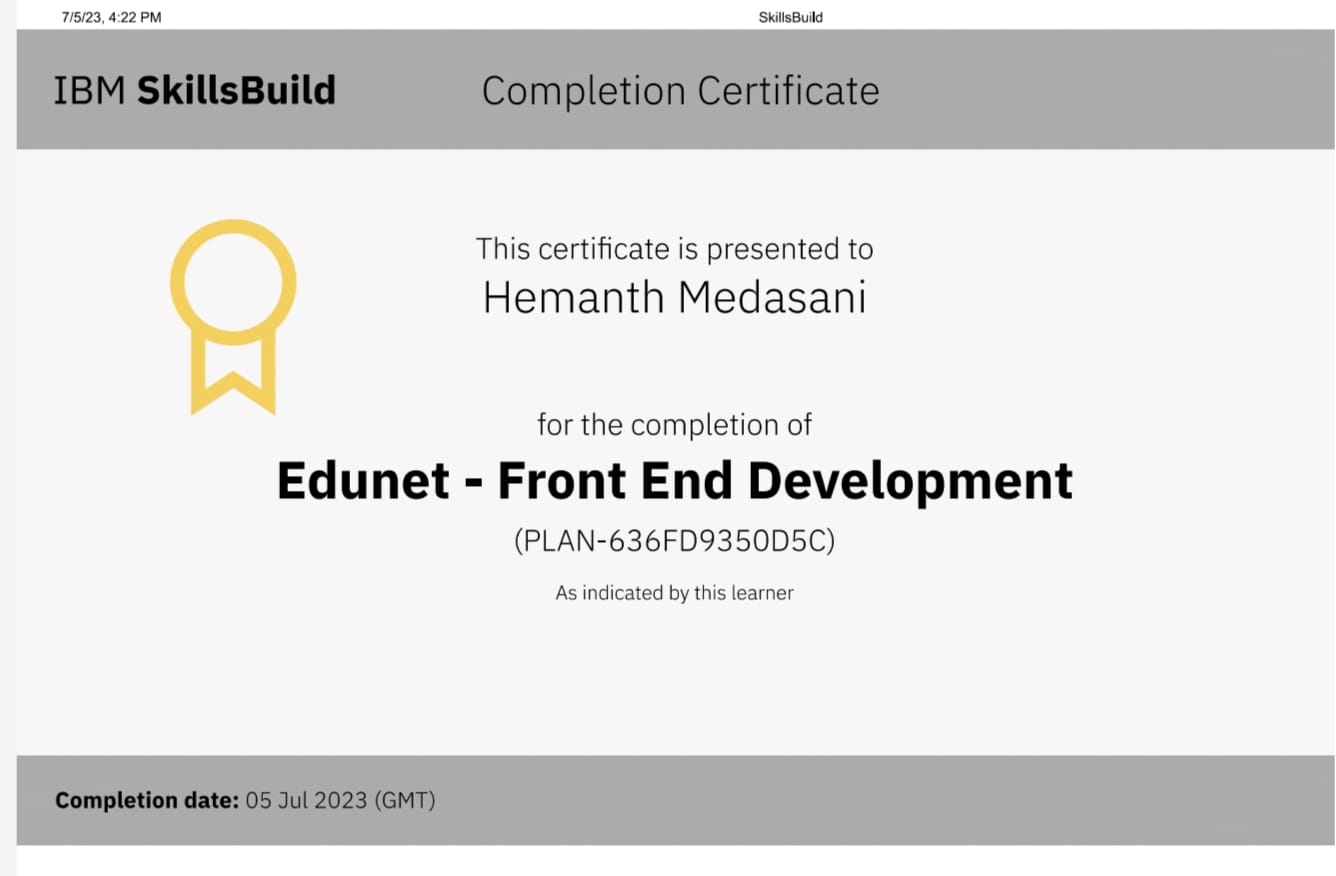 7/5/23, 4:22 PM SkillsBuild
IBM SkillsBuild Completion Certificate
This certificate is presented to
Hemanth Medasani
for the completion of
Edunet - Front End Development
(PLAN-636FD9350D5C)
As indicated by this learner
Completion date: 05 Jul 2023 (GMT)